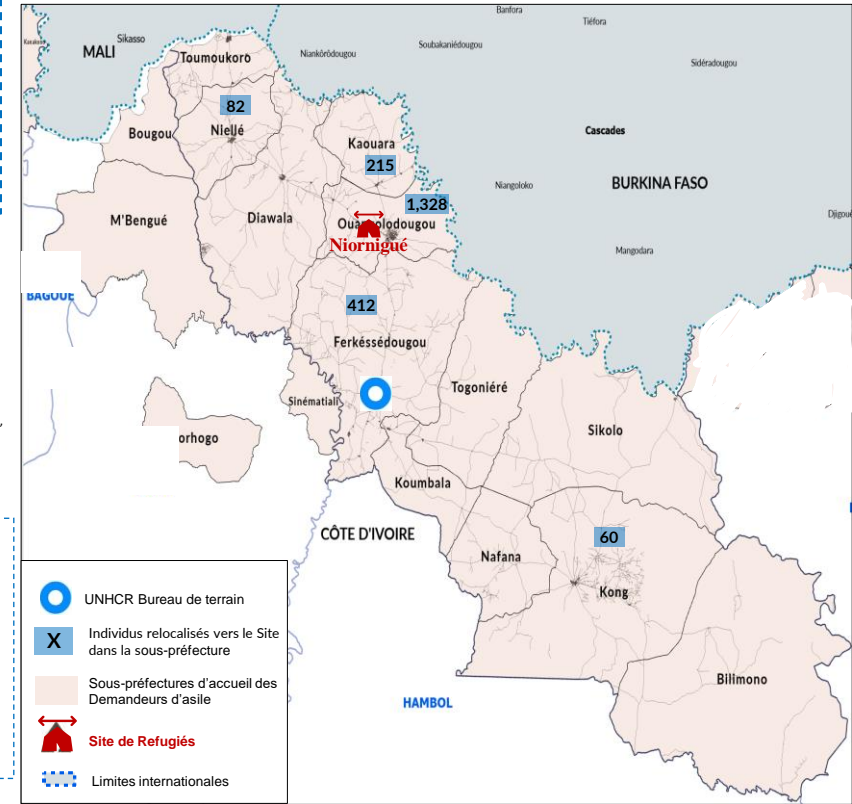 Banfora
Tiéfora
MALI
Sikasso
Niankôrôdougou
Soubakaniédougou
Sidéradougou
Toumoukoro
82
Niellé
Bougou
Kaouara
215
Cascades
Niangoloko
BURKINA FASO
M'Bengué
Diawala
1,328
Niornigué
Mangodara
BAGOUE
412
Ferkéssédougou
Togoniéré
Sinématiali
orhogo
Sikolo
Koumbala
CÔTE D'IVOIRE
60
Nafana
Kong
Bilimono
HAMBOL
UNHCR Bureau de terrain
X
Individus relocalisés vers le Site
dans la sous-préfecture
Sous-préfectures d'accueil des
Demandeurs d'asile
Site de Refugiés
Limites internationales